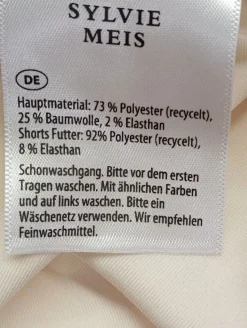 SYLVIE
MEIS
DE
Hauptmaterial: 73 % Polyester (recycelt),
25 % Baumwolle, 2 % Elasthan
Shorts Futter: 92% Polyester (recycelt),
8 % Elasthan
Schonwaschgang. Bitte vor dem ersten
Tragen waschen. Mit ähnlichen Farben
und auf links waschen. Bitte ein
Wäschenetz verwenden. Wir empfehlen
Feinwaschmittel.